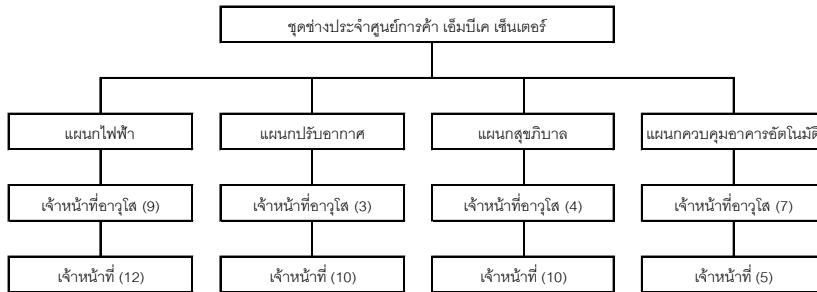 ชุดช่างประจำศูนย์การค้า เอ็มบีเค เซ็นเตอร์
แผนกไฟฟ้า
แผนกปรับอากาศ
แผนกสุขภิบาล
แผนกควบคุมอาคารอัตโนมัติ
เจ้าหน้าที่อาวุโส (9)
เจ้าหน้าที่อาวุโส (3)
เจ้าหน้าที่อาวุโส (4)
เจ้าหน้าที่อาวุโส (7)
เจ้าหน้าที่ (12)
เจ้าหน้าที่ (10)
เจ้าหน้าที่ (10)
เจ้าหน้าที่ (5)